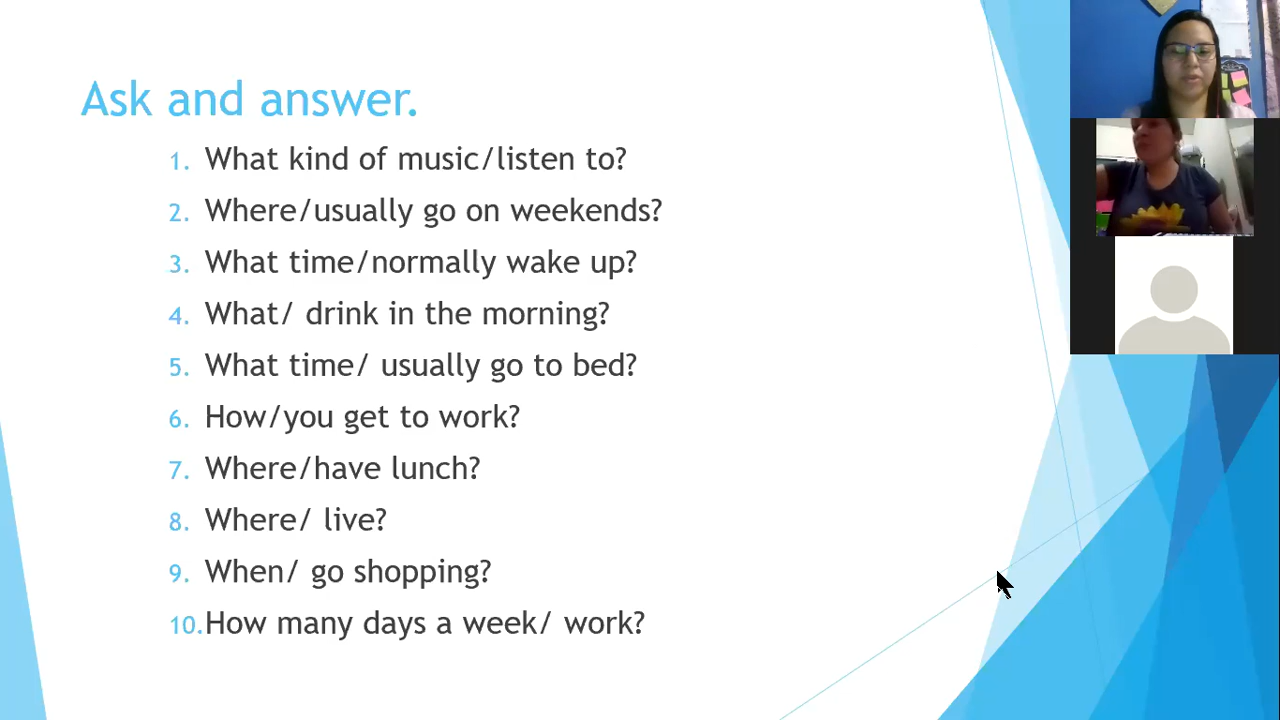 Ask and answer.
1. What kind of music/listen to?
2. Where/usually go on weekends?
3. What time/normally wake up?
4. What/ drink in the morning?
5. What time/ usually go to bed?
6. How/you get to work?
7. Where/have lunch?
8. Where/ live?
9. When/ go shopping?
10. How many days a week/ work?